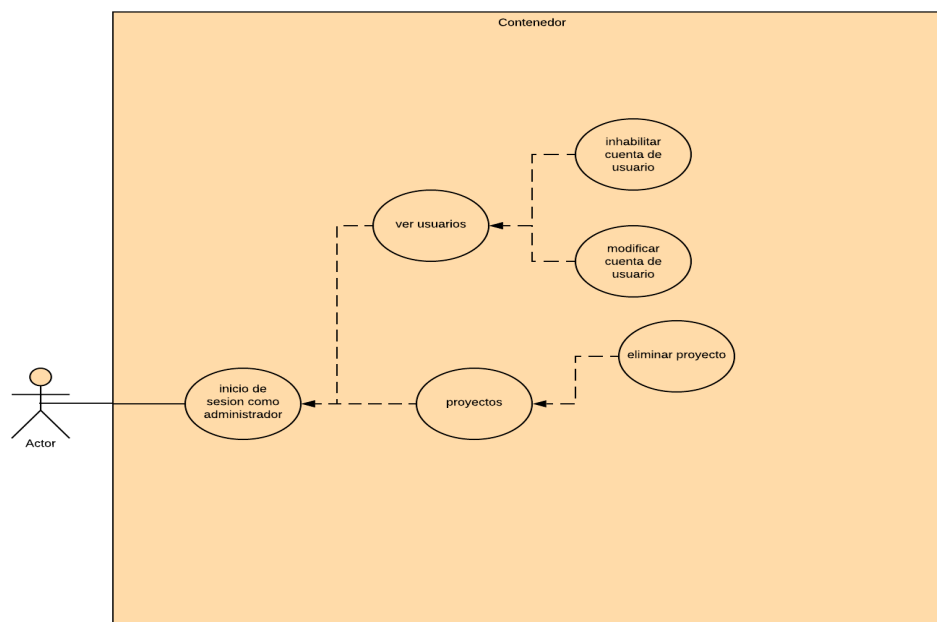 Contenedor
inhabilitar
cuenta de
usuario
ver usuarios
modificar
cuenta de
usuario
eliminar proyecto
inicio de
sesion como
administrador
proyectos
Actor